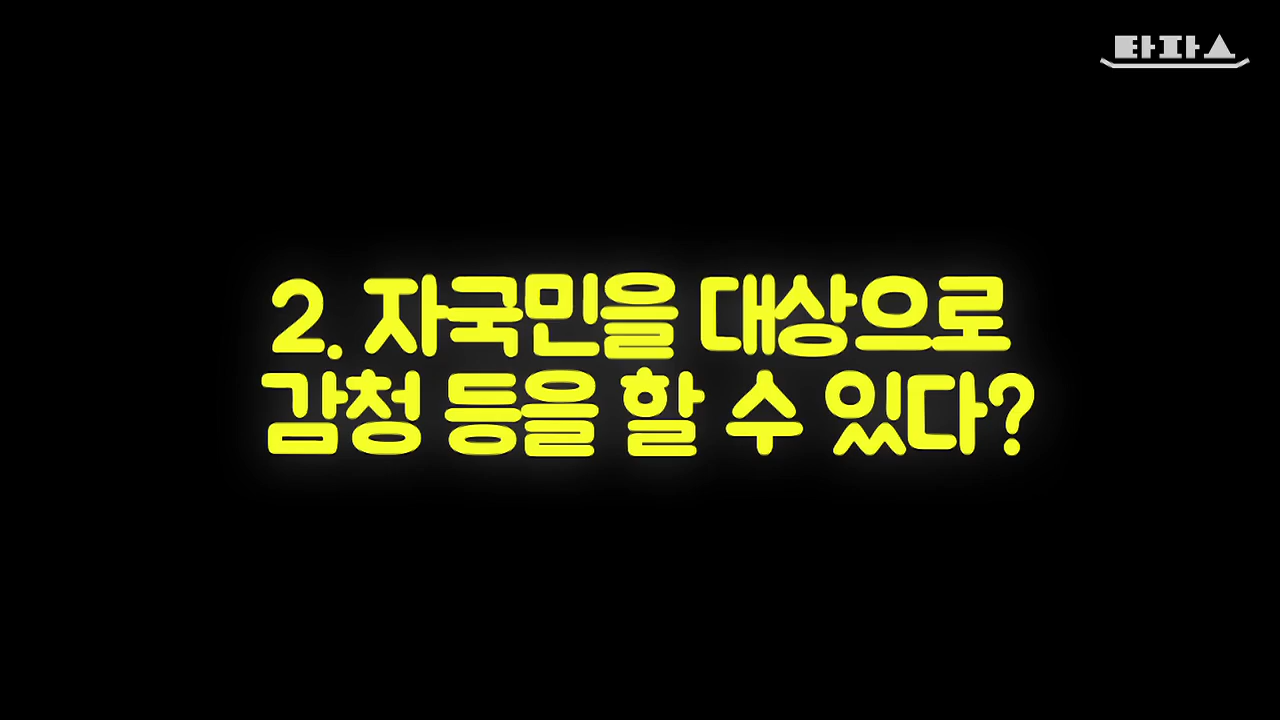 타파스
2. 자국민을 대상으로
감청 등을 할 수 있다?